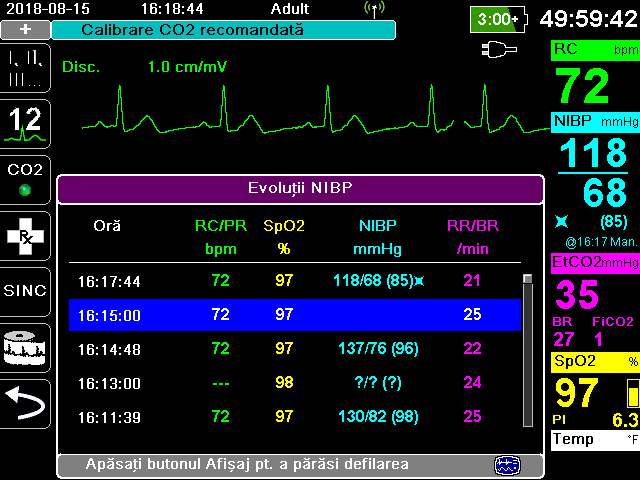 2018-08-15 16:18:44 Adult 3:00+ 49:59:42
+ Calibrare CO2 recomandată
I, II,
III...
Disc. 1.0 cm/mV
RC bpm
72
12
NIBP mmHg
118
68
(85)
@16:17 Man.
CO2
Evoluții NIBP
Oră RC/PR SpO2 NIBP RR/BR
bpm % mmHg /min
16:17:44 72 97 118/68 (85) 21
16:15:00 72 97 25
16:14:48 72 97 137/76 (96) 22
16:13:00 --- 98 ?/? (?) 24
16:11:39 72 97 130/82 (98) 25
Rx
SINC
EtCO2 mmHg
35
BR FiCO2
27 1
SpO2 %
97
PI 6.3
Temp °F
Apăsați butonul Afișaj pt. a părăsi defilarea